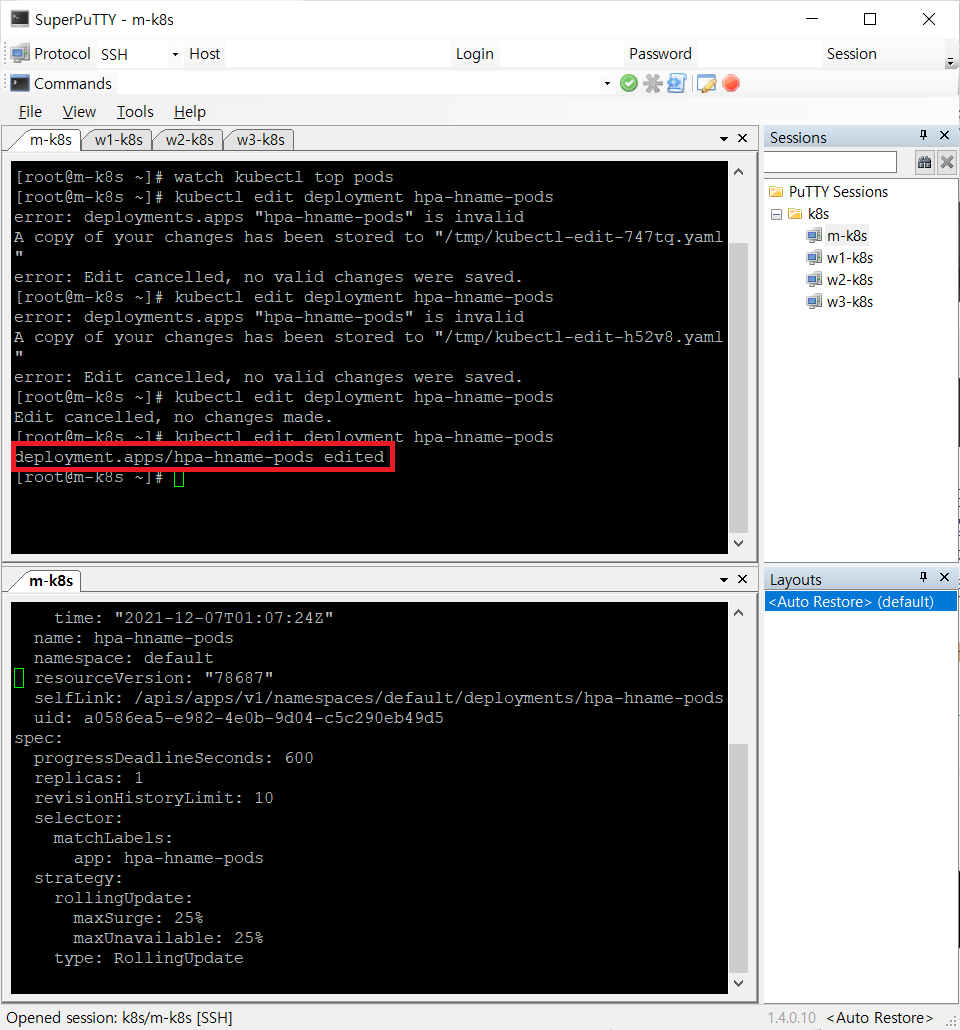 SuperPuTTY - m-k8s
Protocol SSH Host Login Password Session
Commands
File View Tools Help
m-k8s w1-k8s w2-k8s w3-k8s
[root@m-k8s ~]# watch kubectl top pods
[root@m-k8s ~]# kubectl edit deployment hpa-hname-pods
error: deployments.apps "hpa-hname-pods" is invalid
A copy of your changes has been stored to "/tmp/kubectl-edit-747tq.yaml
"
error: Edit cancelled, no valid changes were saved.
[root@m-k8s ~]# kubectl edit deployment hpa-hname-pods
error: deployments.apps "hpa-hname-pods" is invalid
A copy of your changes has been stored to "/tmp/kubectl-edit-h52v8.yaml
"
error: Edit cancelled, no valid changes were saved.
[root@m-k8s ~]# kubectl edit deployment hpa-hname-pods
Edit cancelled, no changes made.
[root@m-k8s ~]# kubectl edit deployment hpa-hname-pods
deployment.apps/hpa-hname-pods edited
[root@m-k8s ~]#
Sessions
PuTTY Sessions
k8s
m-k8s
w1-k8s
w2-k8s
w3-k8s
m-k8s
time: "2021-12-07T01:07:24Z"
name: hpa-hname-pods
namespace: default
resourceVersion: "78687"
selfLink: /apis/apps/v1/namespaces/default/deployments/hpa-hname-pods
uid: a0586ea5-e982-4e0b-9d04-c5c290eb49d5
spec:
progressDeadlineSeconds: 600
replicas: 1
revisionHistoryLimit: 10
selector:
matchLabels:
app: hpa-hname-pods
strategy:
rollingUpdate:
maxSurge: 25%
maxUnavailable: 25%
type: RollingUpdate
Layouts
<Auto Restore> (default)
Opened session: k8s/m-k8s [SSH]
1.4.0.10 <Auto Restore>